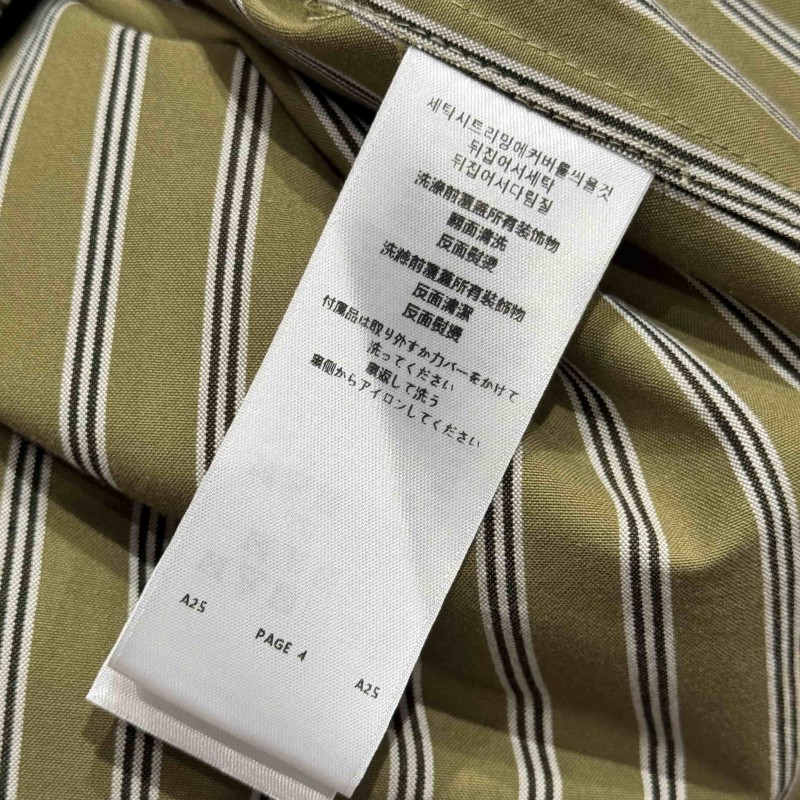 세탁시트리밍에커버를씌울것
뒤집어서세탁
뒤집어서다림질
洗涤前覆盖所有装饰物
翻面清洗
反面熨烫
洗滌前覆蓋所有裝飾物
反面清潔
反面熨燙
付属品は取り外すかカバーをかけて
洗ってください
裏返して洗う
裏側からアイロンしてください
A25
PAGE 4
A25